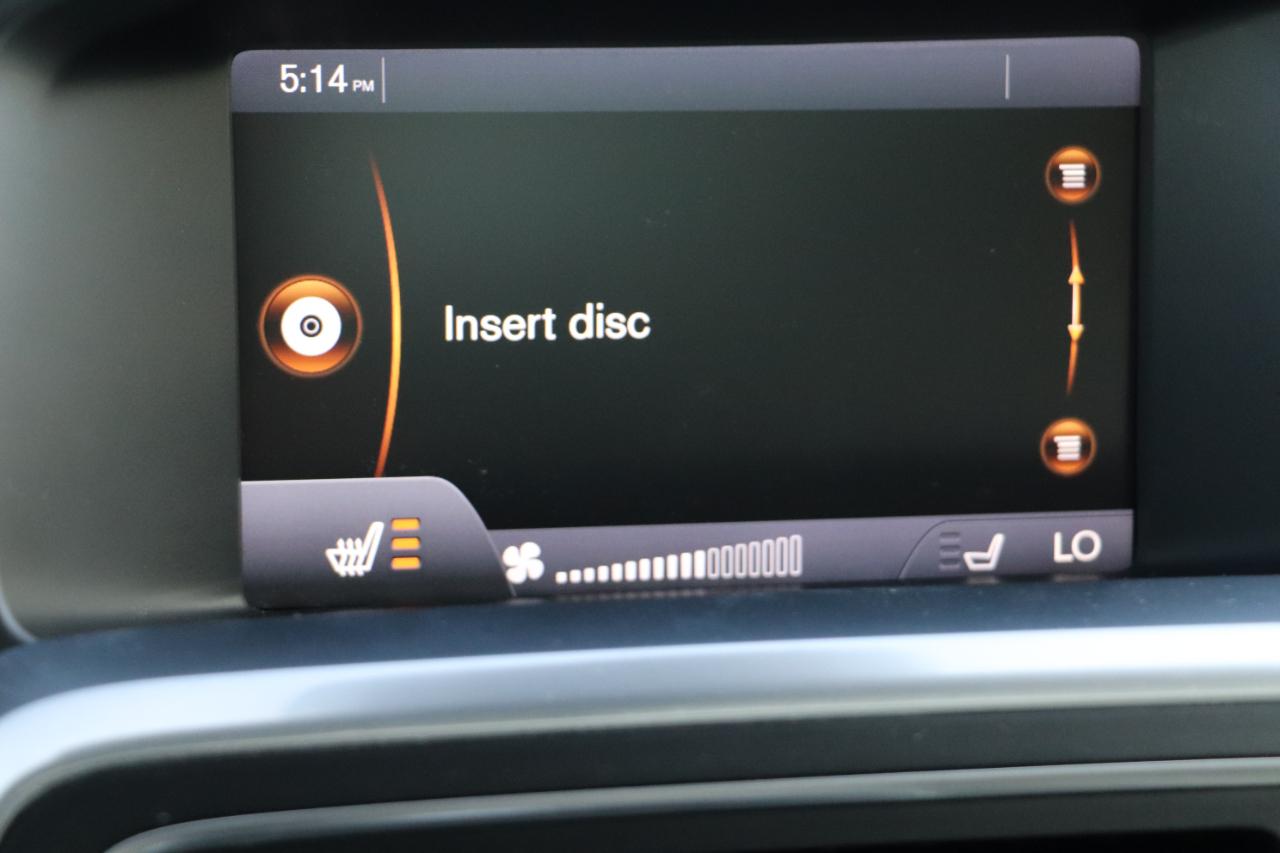 5:14 PM
Insert disc
LO